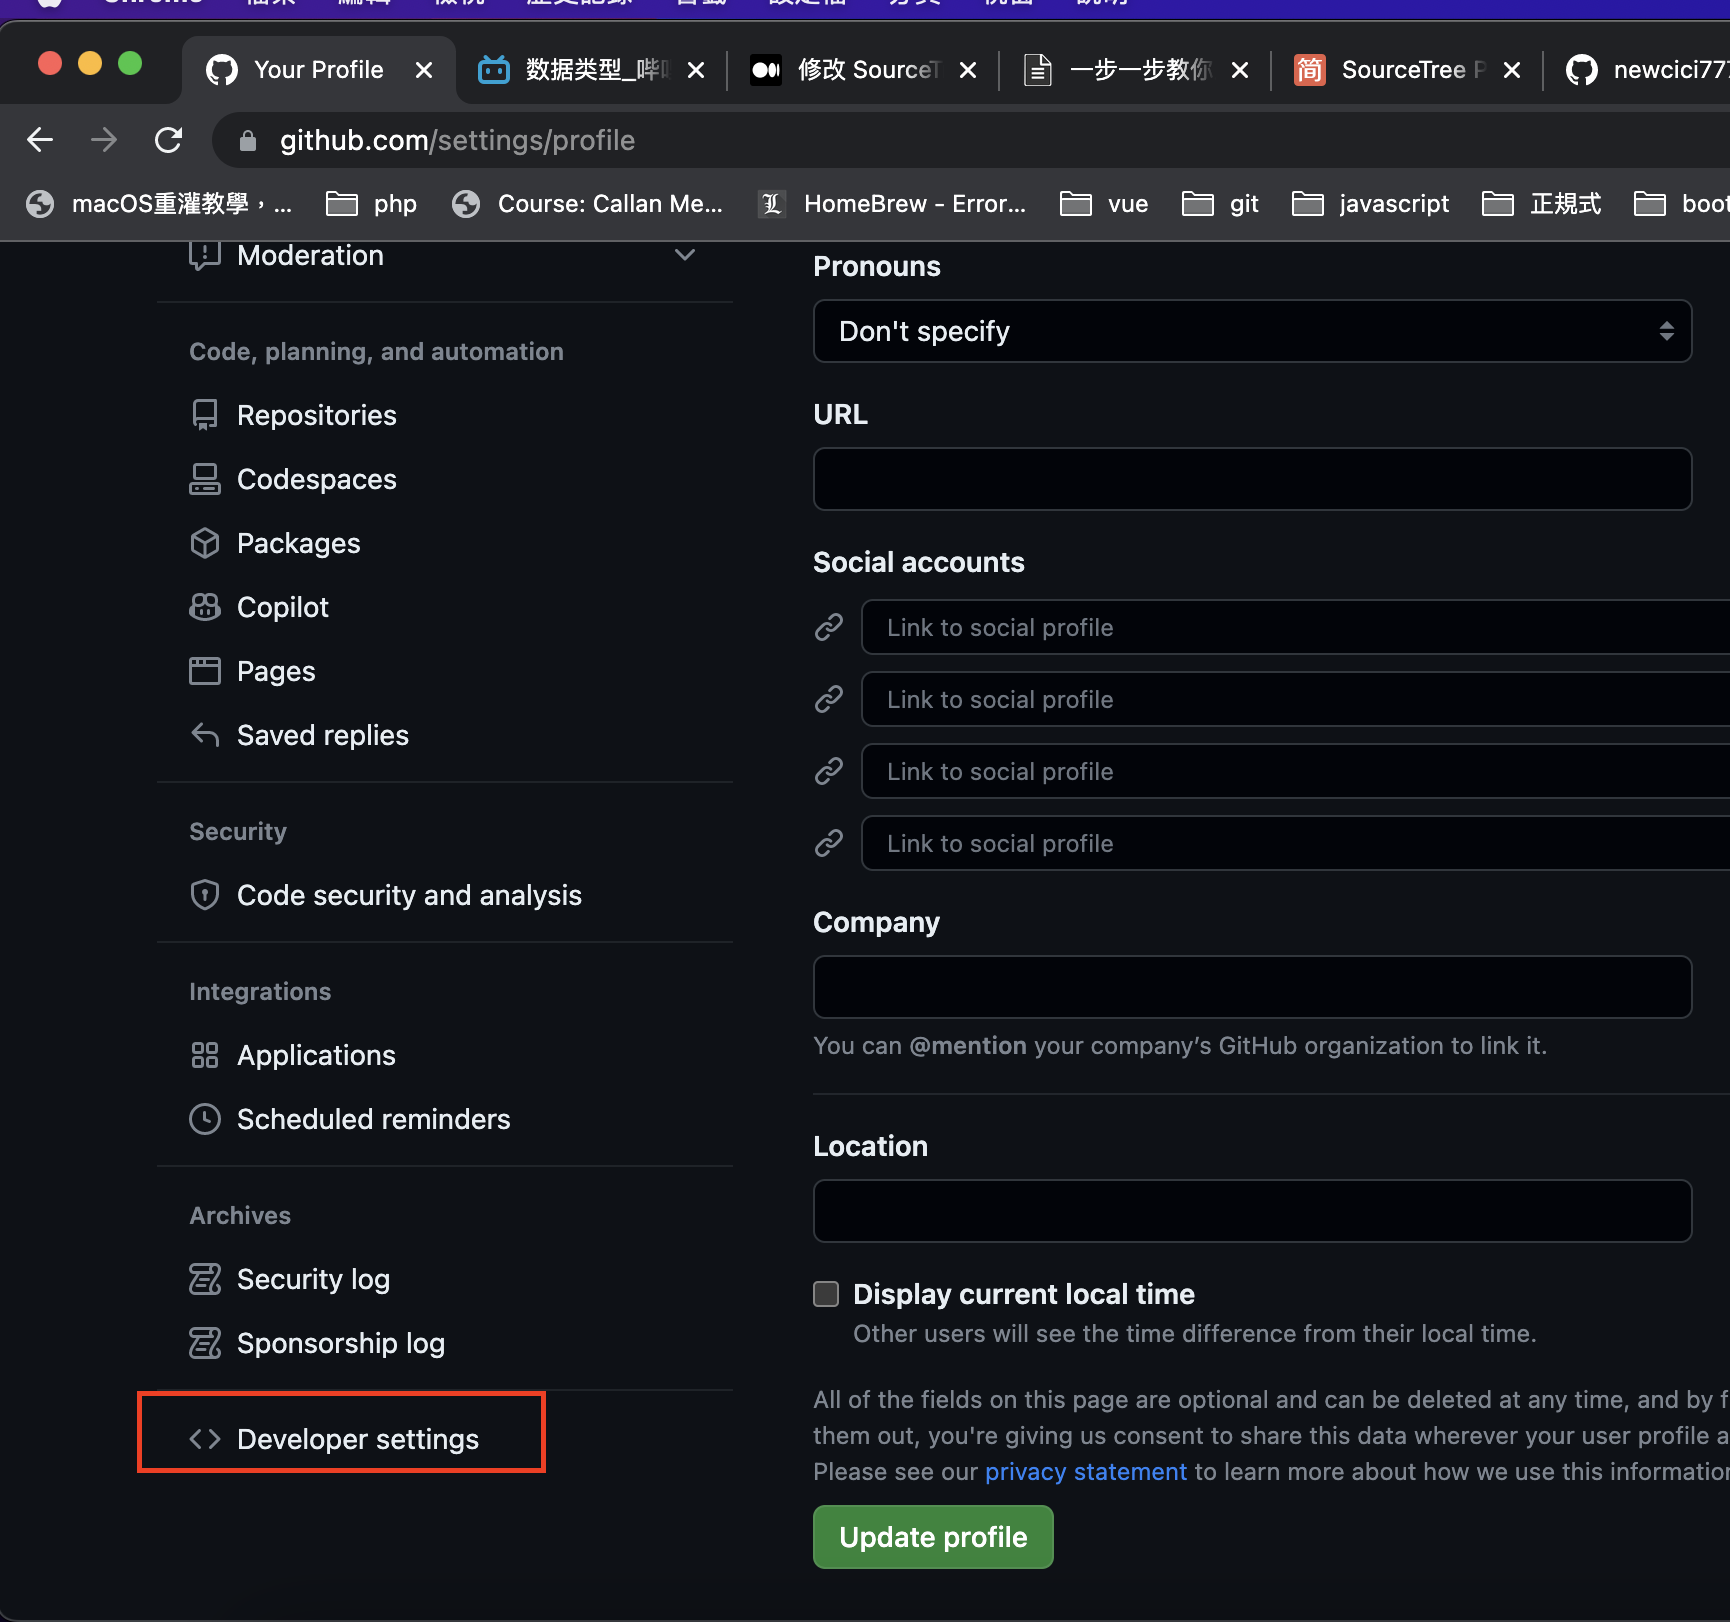 Your Profile
数据类型_哔
修改 SourceT
一步一步教你
SourceTree P
newcici777
github.com/settings/profile
macOS重灌教學，...
php
Course: Callan Me...
HomeBrew - Error...
vue
git
javascript
正規式
boot
Moderation
Code, planning, and automation
Repositories
Codespaces
Packages
Copilot
Pages
Saved replies
Security
Code security and analysis
Integrations
Applications
Scheduled reminders
Archives
Security log
Sponsorship log
Developer settings
Pronouns
Don't specify
URL
Social accounts
Link to social profile
Link to social profile
Link to social profile
Link to social profile
Company
You can @mention your company’s GitHub organization to link it.
Location
Display current local time
Other users will see the time difference from their local time.
All of the fields on this page are optional and can be deleted at any time, and by f
them out, you're giving us consent to share this data wherever your user profile a
Please see our privacy statement to learn more about how we use this information
Update profile